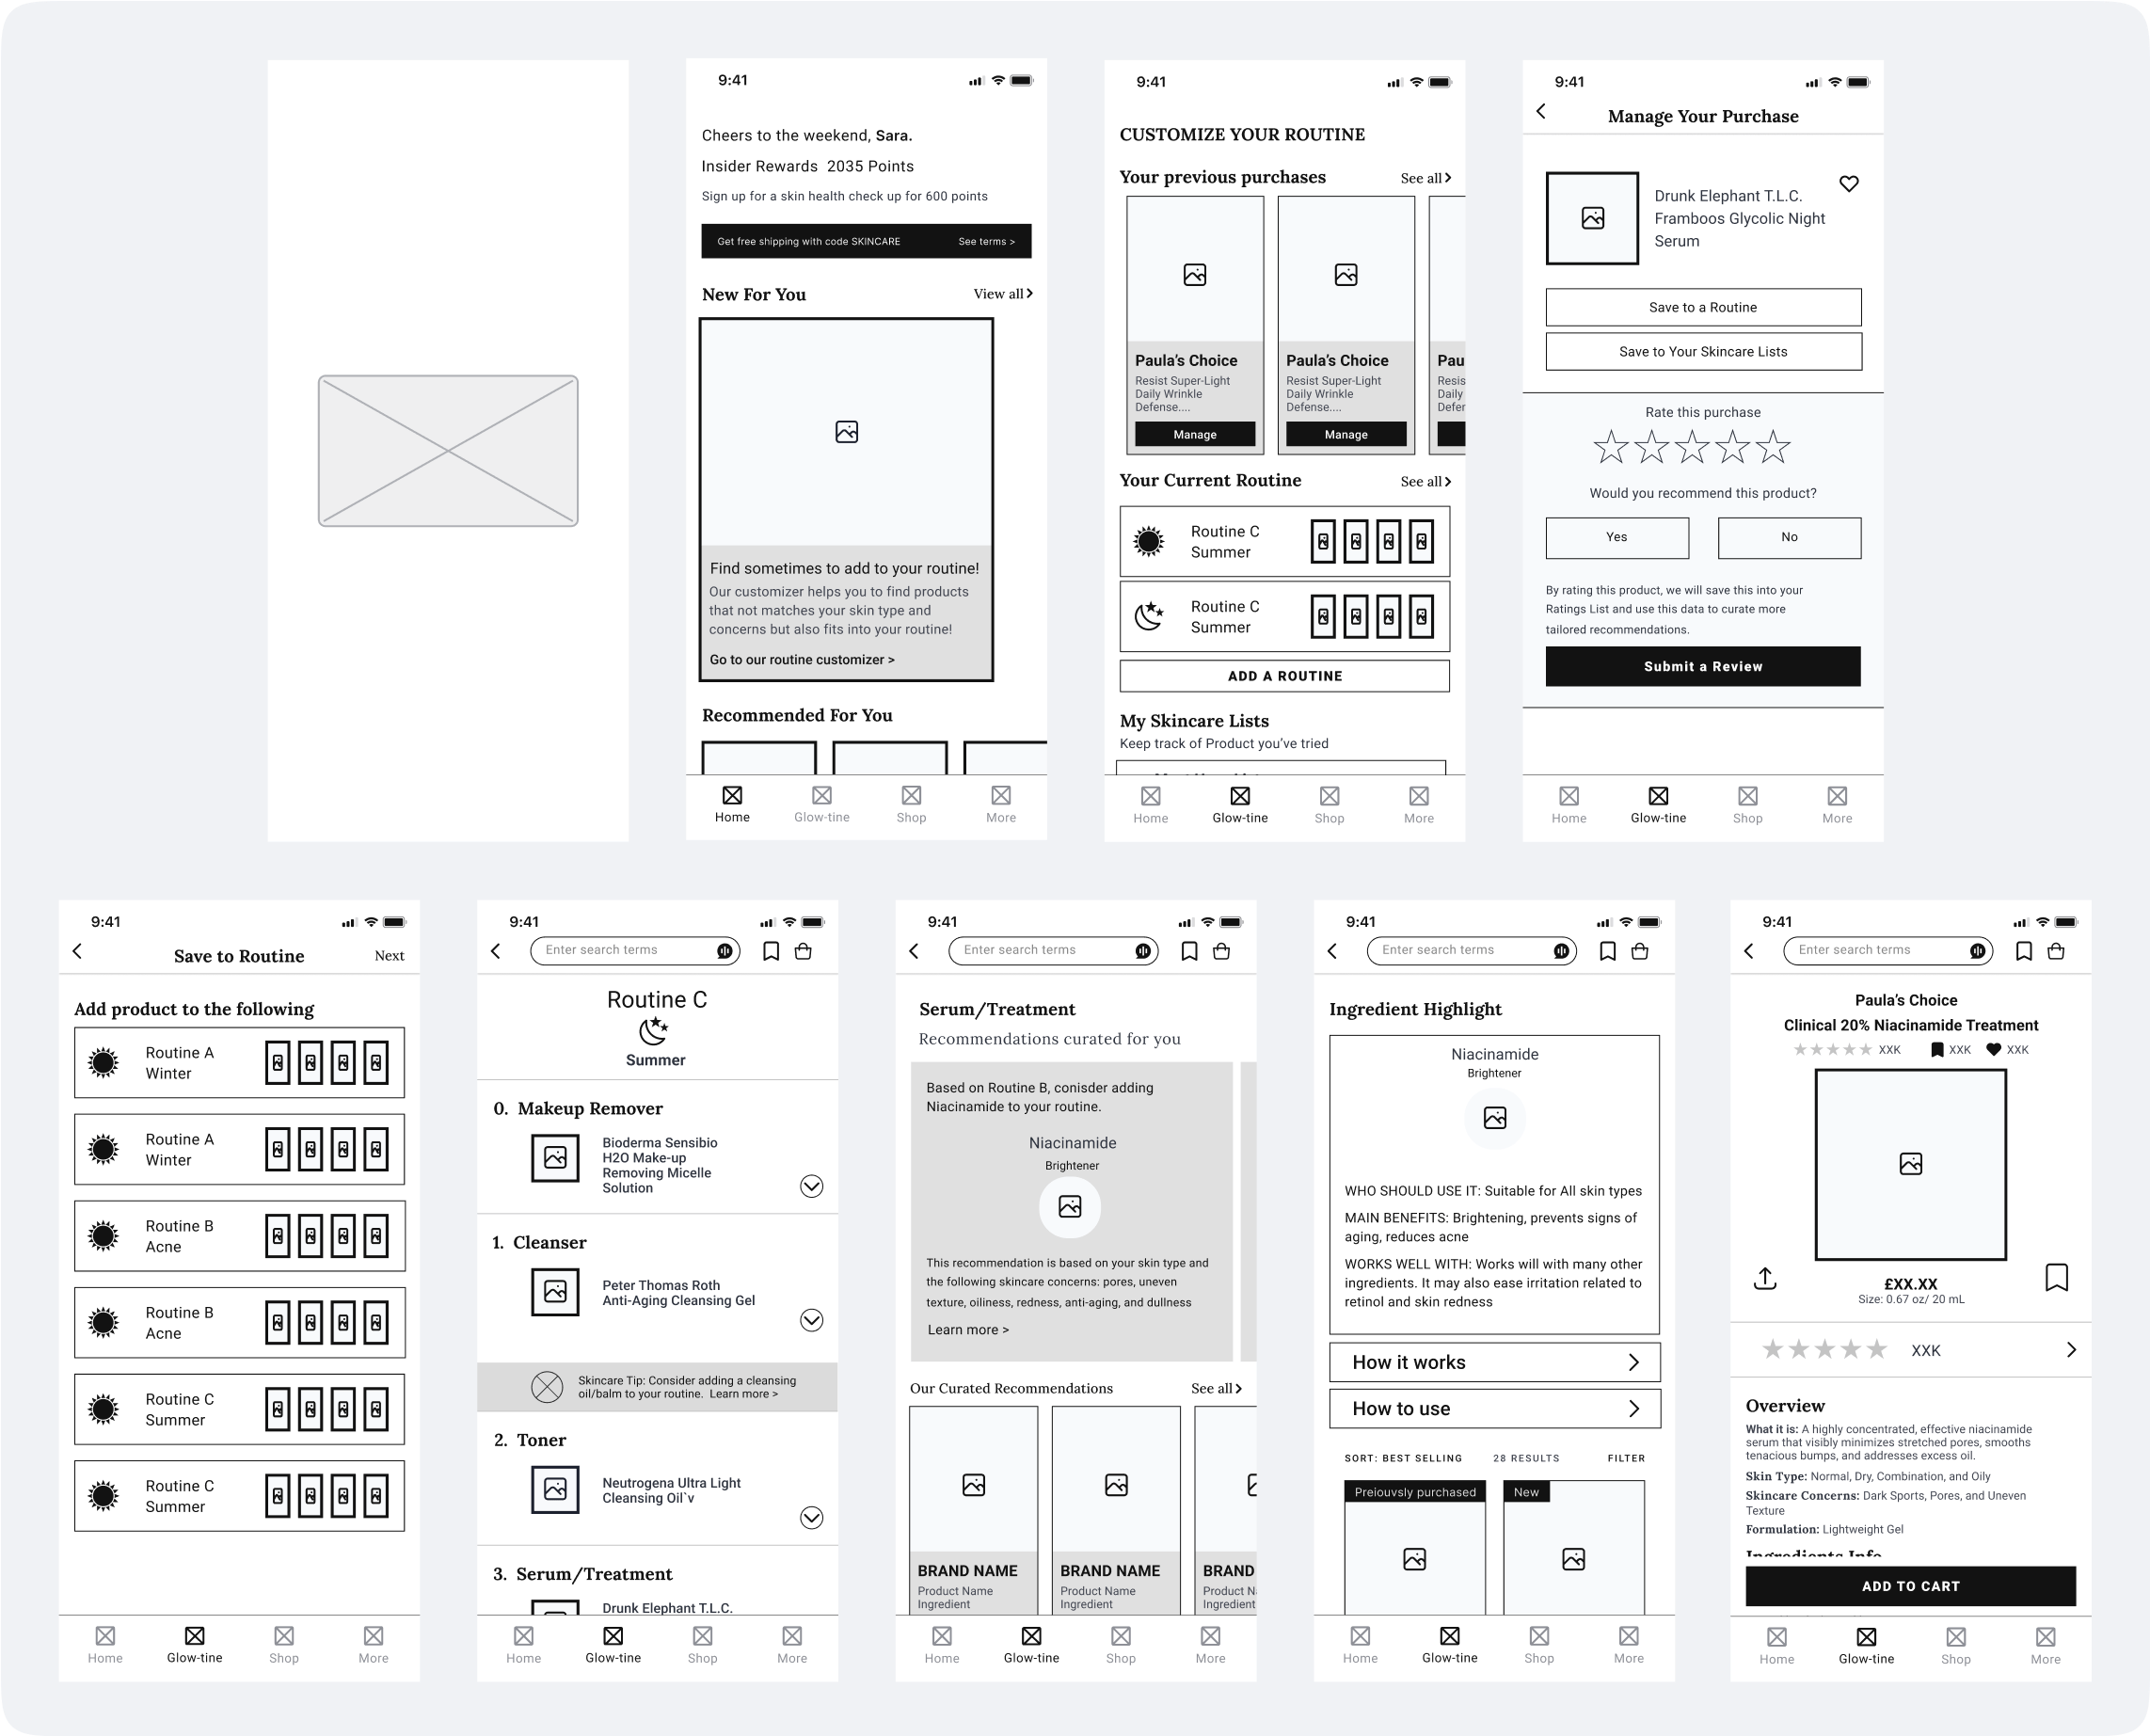 9:41
Cheers to the weekend, Sara.
Insider Rewards 2035 Points
Sign up for a skin health check up for 600 points
Get free shipping with code SKINCARE See terms >
New For You View all
Find sometimes to add to your routine!
Our customizer helps you to find products
that not matches your skin type and
concerns but also fits into your routine!
Go to our routine customizer >
Recommended For You
Home Glow-tine Shop More
9:41
CUSTOMIZE YOUR ROUTINE
Your previous purchases See all
Paula's Choice
Resist Super-Light
Daily Wrinkle
Defense....
Manage
Paula's Choice
Resist Super-Light
Daily Wrinkle
Defense....
Manage
Pau
Resis
Daily
Defer
Your Current Routine See all
Routine C
Summer
Routine C
Summer
ADD A ROUTINE
My Skincare Lists
Keep track of Product you've tried
Home Glow-tine Shop More
9:41
Manage Your Purchase
Drunk Elephant T.L.C.
Framboos Glycolic Night
Serum
Save to a Routine
Save to Your Skincare Lists
Rate this purchase
Would you recommend this product?
Yes No
By rating this product, we will save this into your
Ratings List and use this data to curate more
tailored recommendations.
Submit a Review
Home Glow-tine Shop More
9:41
Save to Routine Next
Add product to the following
Routine A
Winter
Routine A
Winter
Routine B
Acne
Routine B
Acne
Routine C
Summer
Routine C
Summer
Home Glow-tine Shop More
9:41
Enter search terms
Routine C
Summer
0. Makeup Remover
Bioderma Sensibio
H2O Make-up
Removing Micelle
Solution
1. Cleanser
Peter Thomas Roth
Anti-Aging Cleansing Gel
Skincare Tip: Consider adding a cleansing
oil/balm to your routine. Learn more >
2. Toner
Neutrogena Ultra Light
Cleansing Oil`v
3. Serum/Treatment
Drunk Elephant T.L.C.
Home Glow-tine Shop More
9:41
Enter search terms
Serum/Treatment
Recommendations curated for you
Based on Routine B, conisder adding
Niacinamide to your routine.
Niacinamide
Brightener
This recommendation is based on your skin type and
the following skincare concerns: pores, uneven
texture, oiliness, redness, anti-aging, and dullness
Learn more >
Our Curated Recommendations See all
BRAND NAME
Product Name
Ingredient
BRAND NAME
Product Name
Ingredient
BRAND
Product N
Ingredient
Home Glow-tine Shop More
9:41
Enter search terms
Ingredient Highlight
Niacinamide
Brightener
WHO SHOULD USE IT: Suitable for All skin types
MAIN BENEFITS: Brightening, prevents signs of
aging, reduces acne
WORKS WELL WITH: Works will with many other
ingredients. It may also ease irritation related to
retinol and skin redness
How it works
How to use
SORT: BEST SELLING 28 RESULTS FILTER
Preiouvsly purchased New
Home Glow-tine Shop More
9:41
Enter search terms
Paula's Choice
Clinical 20% Niacinamide Treatment
XXK XXK XXK
£XX.XX
Size: 0.67 oz/ 20 mL
XXK
Overview
What it is: A highly concentrated, effective niacinamide
serum that visibly minimizes stretched pores, smooths
tenacious bumps, and addresses excess oil.
Skin Type: Normal, Dry, Combination, and Oily
Skincare Concerns: Dark Sports, Pores, and Uneven
Texture
Formulation: Lightweight Gel
Ingredients Info
ADD TO CART
Home Glow-tine Shop More